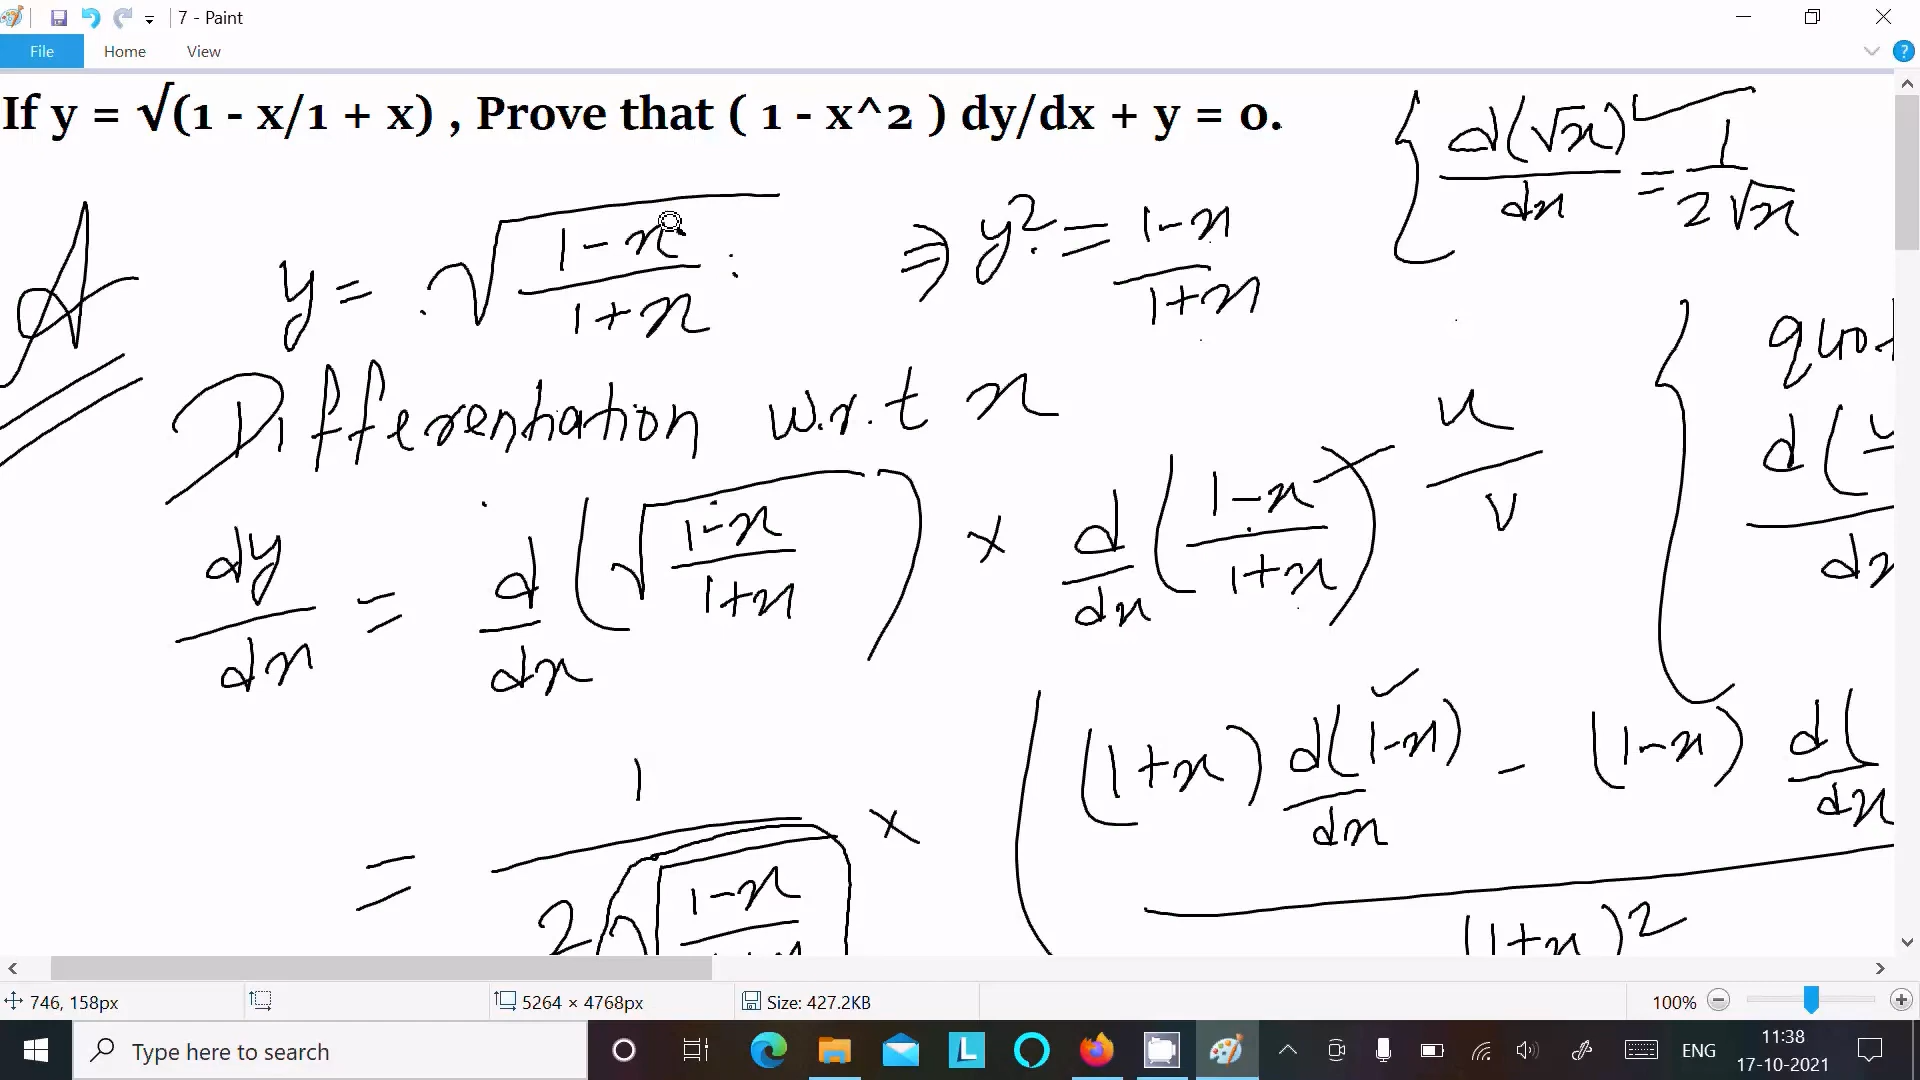 7 - Paint
File Home View
If y = √(1 - x/1 + x) , Prove that ( 1 - x^2 ) dy/dx + y = 0.
d(√x)/dx = 1/(2√x)
A
y = √((1-x)/(1+x)) ⇒ y² = (1-x)/(1+x)
Differentiation w.r.t x
u/v
dy/dx = d/dx (√((1-x)/(1+x))) × d/dx ((1-x)/(1+x))
= 1/(2√((1-x)/(1+x))) × ((1+x) d(1-x)/dx - (1-x) d(/dx
(1+x)²
746, 158px 5264 × 4768px Size: 427.2KB 100%
Type here to search
ENG
11:38
17-10-2021